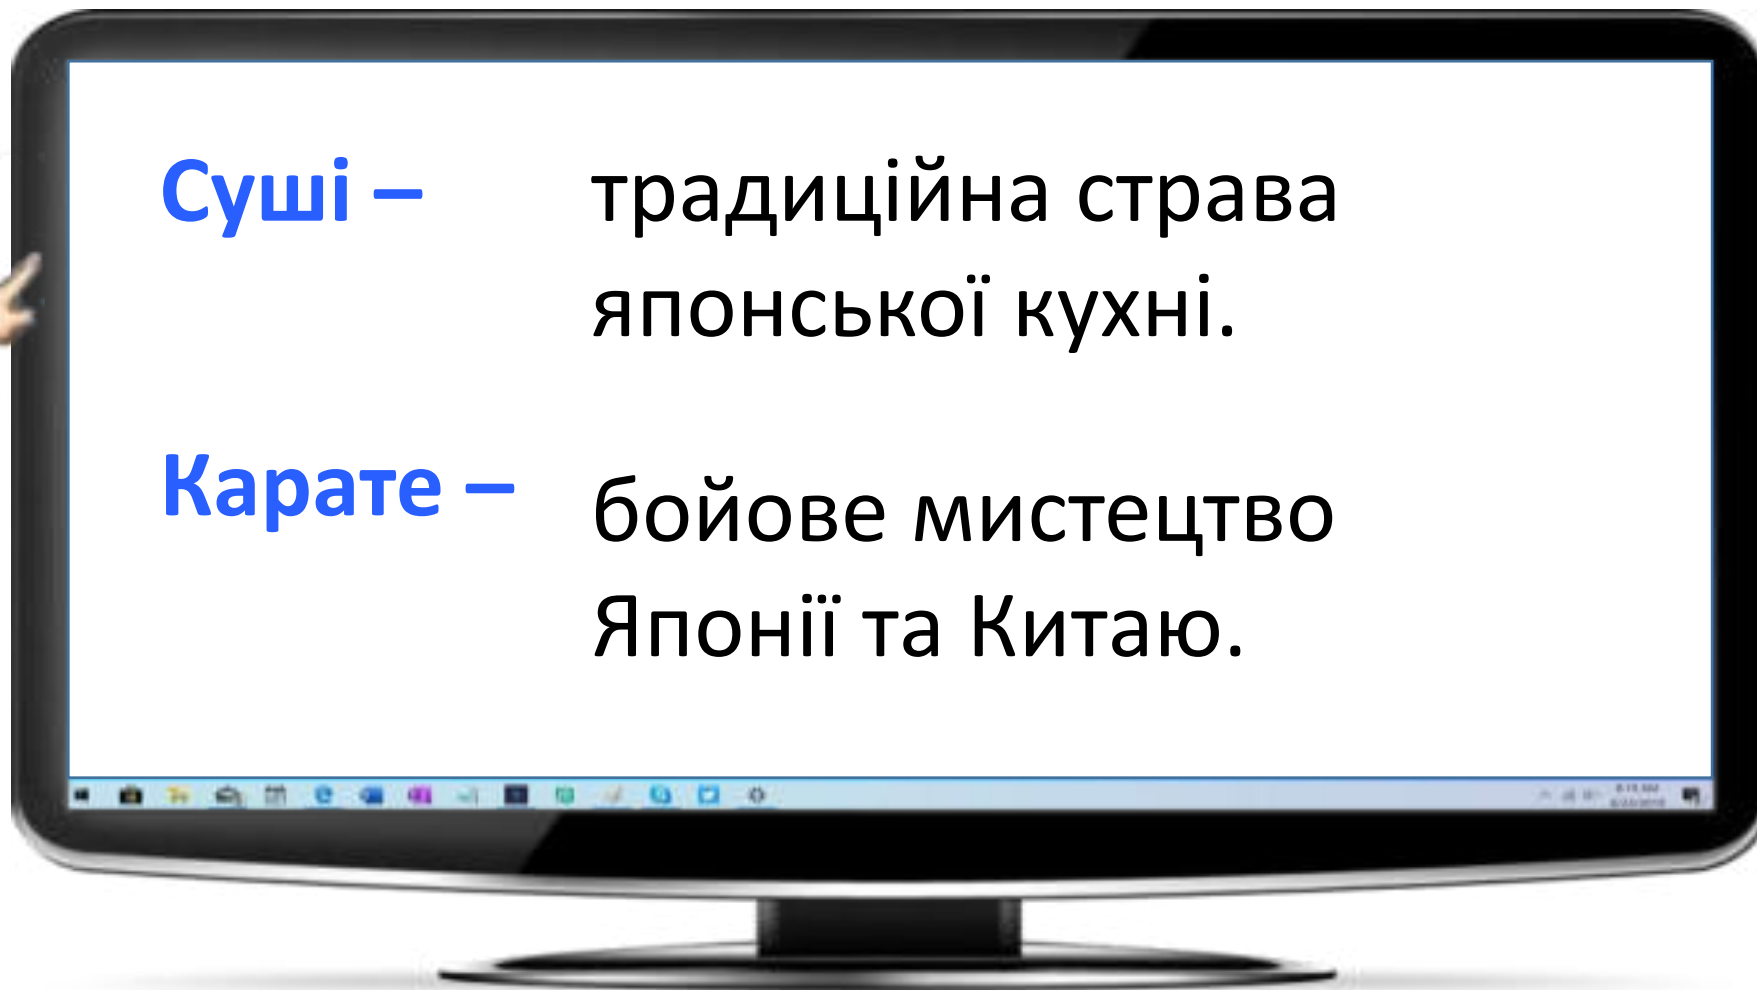 Суші – традиційна страва
японської кухні.
Карате – бойове мистецтво
Японії та Китаю.